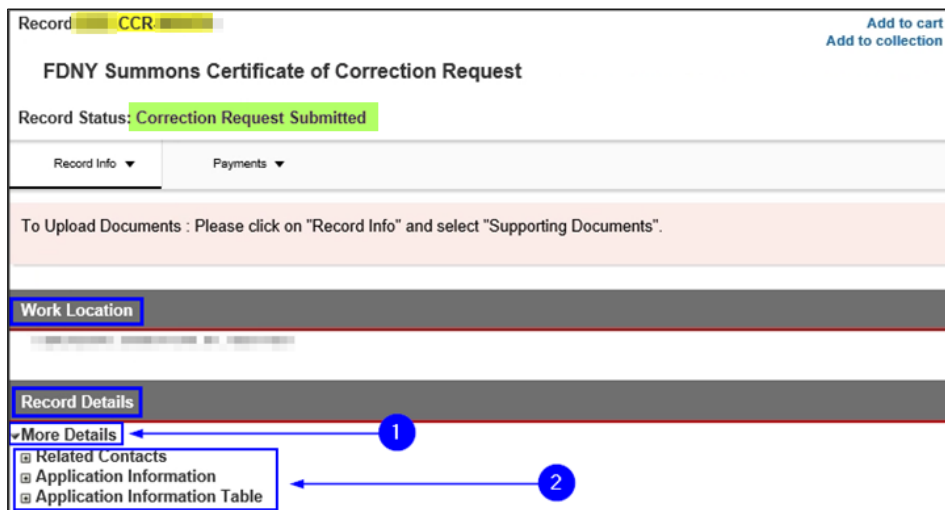 Record CCR-
Add to cart
Add to collection
FDNY Summons Certificate of Correction Request
Record Status: Correction Request Submitted
Record Info ▼ Payments ▼
To Upload Documents : Please click on "Record Info" and select "Supporting Documents".
Work Location
Record Details
More Details
1
Related Contacts
Application Information
2
Application Information Table